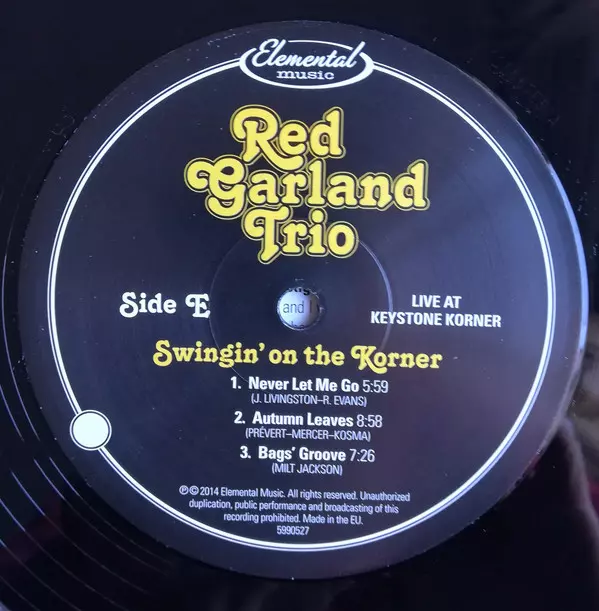 Elemental
music
Red
Garland
Trio
Side E
and
LIVE AT
KEYSTONE KORNER
Swingin' on the Korner
1. Never Let Me Go 5:59
(J. LIVINGSTON–R. EVANS)
2. Autumn Leaves 8:58
(PRÉVERT–MERCER–KOSMA)
3. Bags' Groove 7:26
(MILT JACKSON)
℗© 2014 Elemental Music. All rights reserved. Unauthorized
duplication, public performance and broadcasting of this
recording prohibited. Made in the EU.
5990527